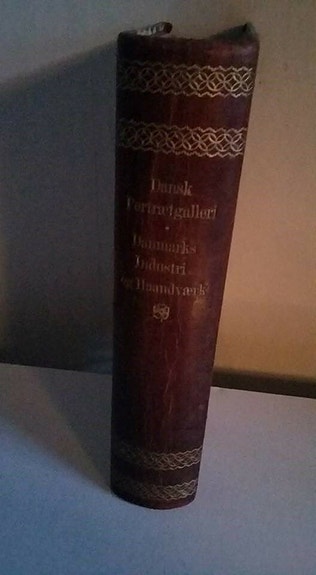 Dansk
Portrætgalleri
Danmarks
Industri
og Haandværk